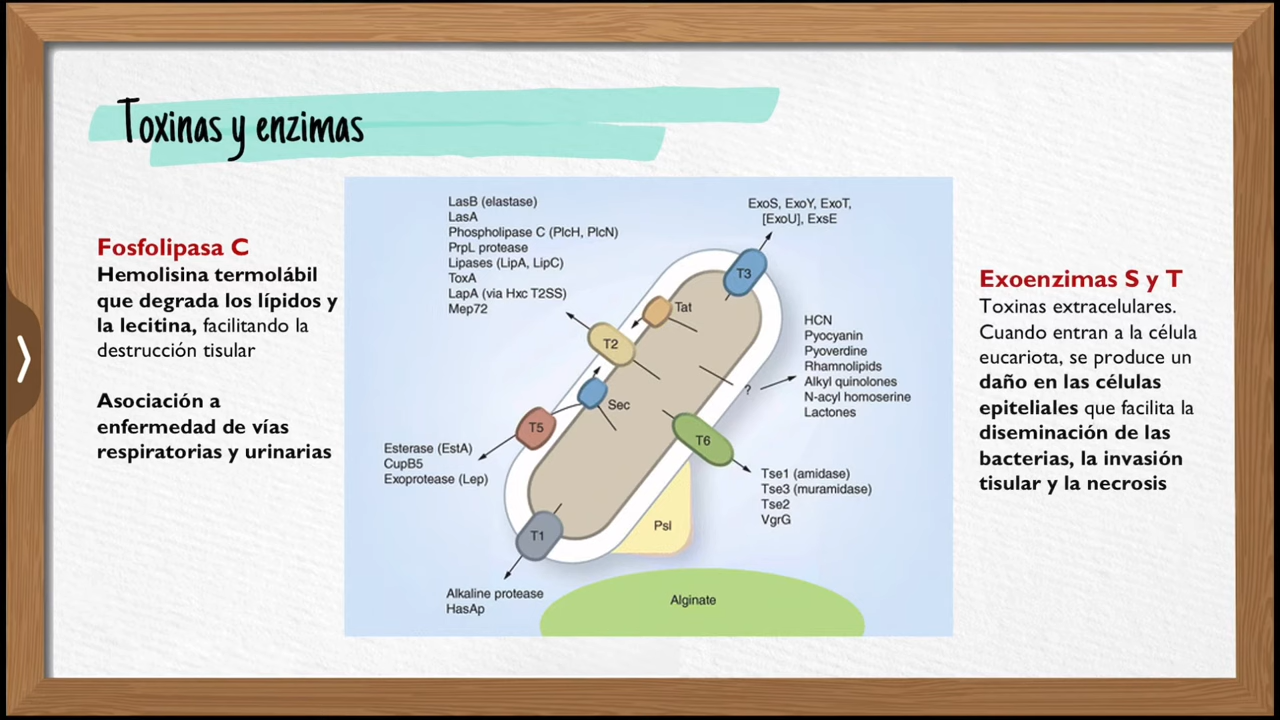 Toxinas y enzimas
Fosfolipasa C
Hemolisina termolábil
que degrada los lípidos y
la lecitina, facilitando la
destrucción tisular
Asociación a
enfermedad de vías
respiratorias y urinarias
LasB (elastase)
LasA
Phospholipase C (PlcH, PlcN)
PrpL protease
Lipases (LipA, LipC)
ToxA
LapA (via Hxc T2SS)
Mep72
ExoS, ExoY, ExoT,
[ExoU], ExsE
T3
Tat
T2
Sec
T5
HCN
Pyocyanin
Pyoverdine
Rhamnolipids
Alkyl quinolones
N-acyl homoserine
Lactones
?
T6
Esterase (EstA)
CupB5
Exoprotease (Lep)
Tse1 (amidase)
Tse3 (muramidase)
Tse2
VgrG
Psl
T1
Alkaline protease
HasAp
Alginate
Exoenzimas S y T
Toxinas extracelulares.
Cuando entran a la célula
eucariota, se produce un
daño en las células
epiteliales que facilita la
diseminación de las
bacterias, la invasión
tisular y la necrosis